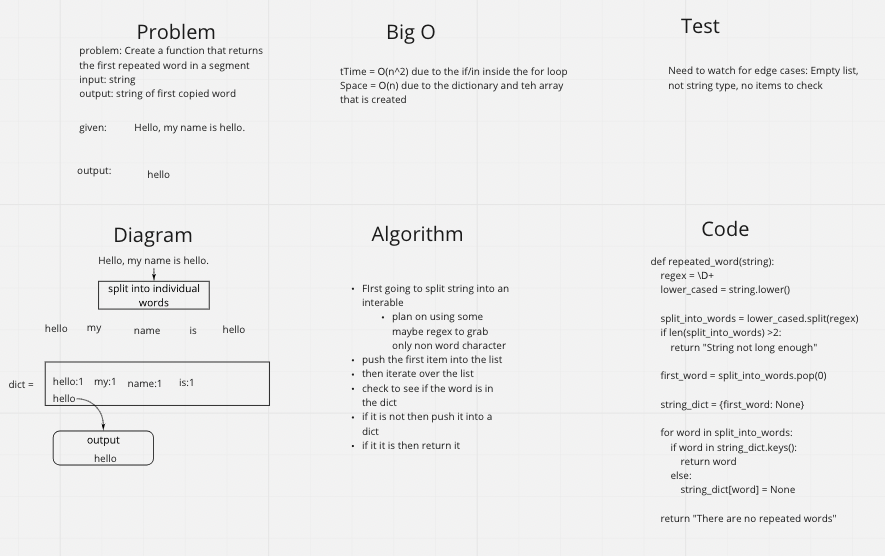 Problem
problem: Create a function that returns
the first repeated word in a segment
input: string
output: string of first copied word
given: Hello, my name is hello.
output: hello
Big O
tTime = O(n^2) due to the if/in inside the for loop
Space = O(n) due to the dictionary and teh array
that is created
Test
Need to watch for edge cases: Empty list,
not string type, no items to check
Diagram
Hello, my name is hello.
split into individual
words
hello my name is hello
dict = hello:1 my:1 name:1 is:1
hello
output
hello
Algorithm
• FIrst going to split string into an
interable
• plan on using some
maybe regex to grab
only non word character
• push the first item into the list
• then iterate over the list
• check to see if the word is in
the dict
• if it is not then push it into a
dict
• if it it is then return it
Code
def repeated_word(string):
regex = \D+
lower_cased = string.lower()
split_into_words = lower_cased.split(regex)
if len(split_into_words) >2:
return "String not long enough"
first_word = split_into_words.pop(0)
string_dict = {first_word: None}
for word in split_into_words:
if word in string_dict.keys():
return word
else:
string_dict[word] = None
return "There are no repeated words"